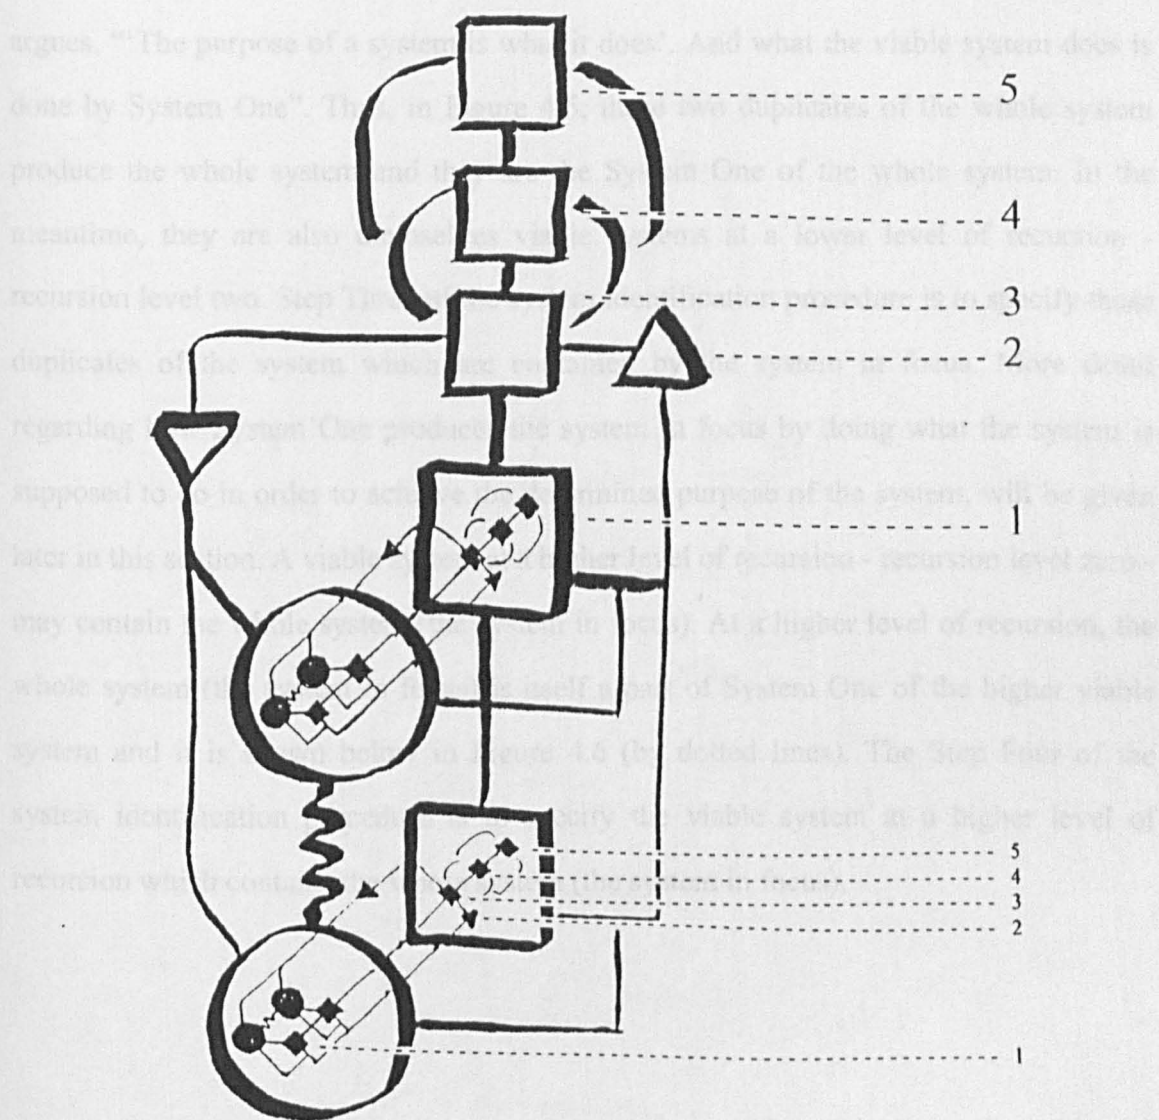 argues, "'The purpose of a system is what it does'. And what the viable system does is
5
done by System One". Thus, in Figure 4.5, these two duplicates of the whole system
produce the whole system and they are the System One of the whole system. In the
4
meantime, they are also themselves viable systems at a lower level of recursion -
recursion level two. Step Three of the system identification procedure is to specify those
3
duplicates of the system which are contained by the system in focus. More detail
2
regarding how System One produces the system in focus by doing what the system is
supposed to do in order to achieve the determined purpose of the system, will be given
1
later in this section. A viable system at a higher level of recursion - recursion level zero -
may contain the whole system (the system in focus). At a higher level of recursion, the
whole system (the system in focus) is itself a part of System One of the higher viable
system and it is shown below in Figure 4.6 (by dotted lines). The Step Four of the
system identification procedure is to specify the viable system at a higher level of
5
recursion which contains the whole system (the system in focus).
4
3
2
1